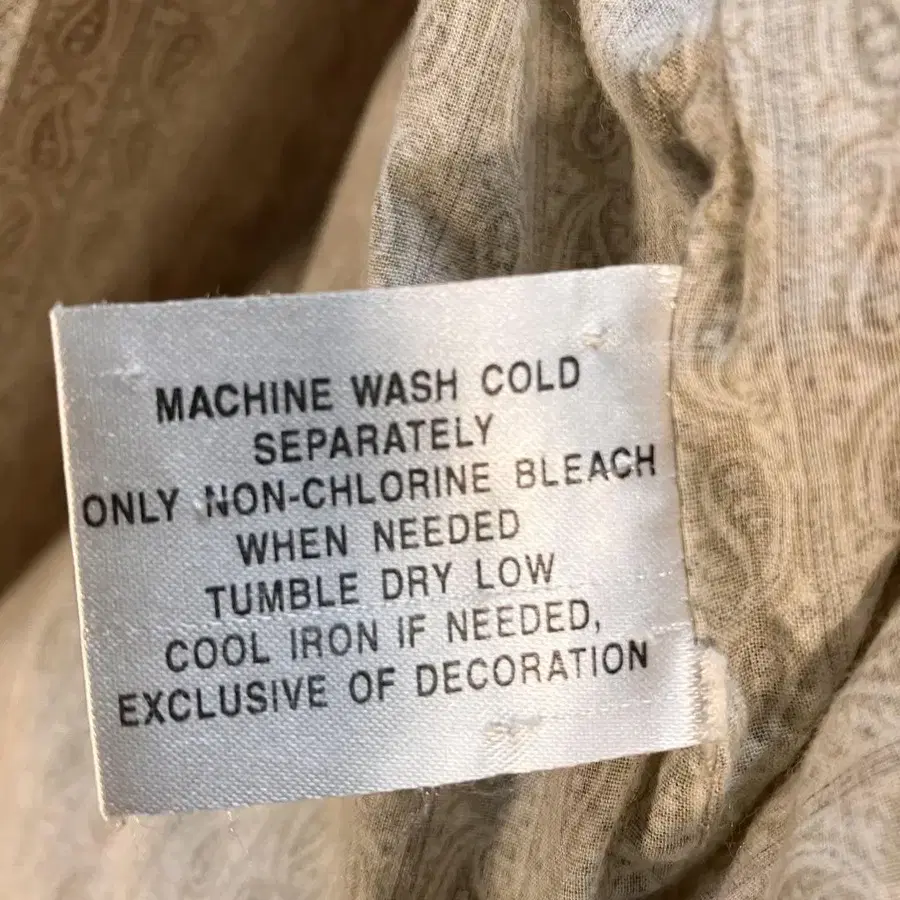 MACHINE WASH COLD
SEPARATELY
ONLY NON-CHLORINE BLEACH
WHEN NEEDED
TUMBLE DRY LOW
COOL IRON IF NEEDED,
EXCLUSIVE OF DECORATION